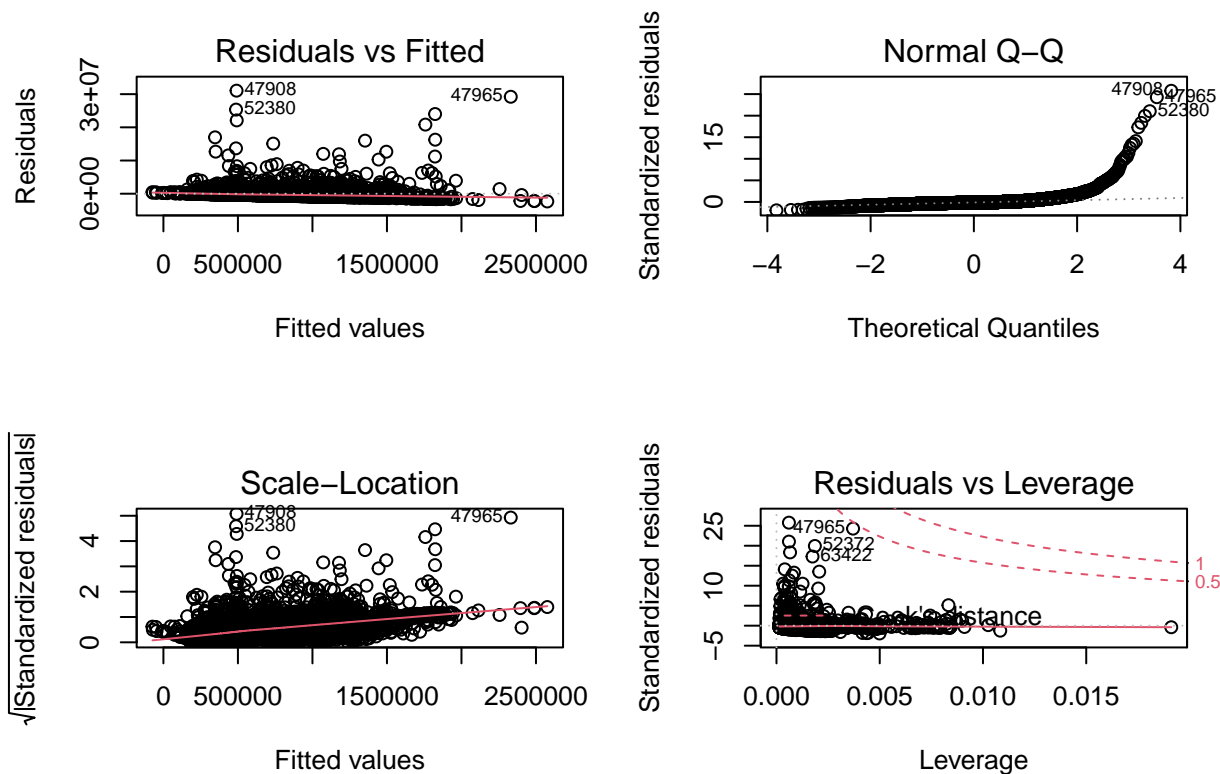 Residuals vs Fitted
Residuals
0e+00 3e+07
47908
52380
47965
0 500000 1500000 2500000
Fitted values
Normal Q−Q
Standardized residuals
0 15
47908
47965
52380
−4 −2 0 2 4
Theoretical Quantiles
Scale−Location
√|Standardized residuals|
0 2 4
47908
52380
47965
0 500000 1500000 2500000
Fitted values
Residuals vs Leverage
Standardized residuals
−5 10 25
47965
52372
63422
1
0.5
distance
0.000 0.005 0.010 0.015
Leverage